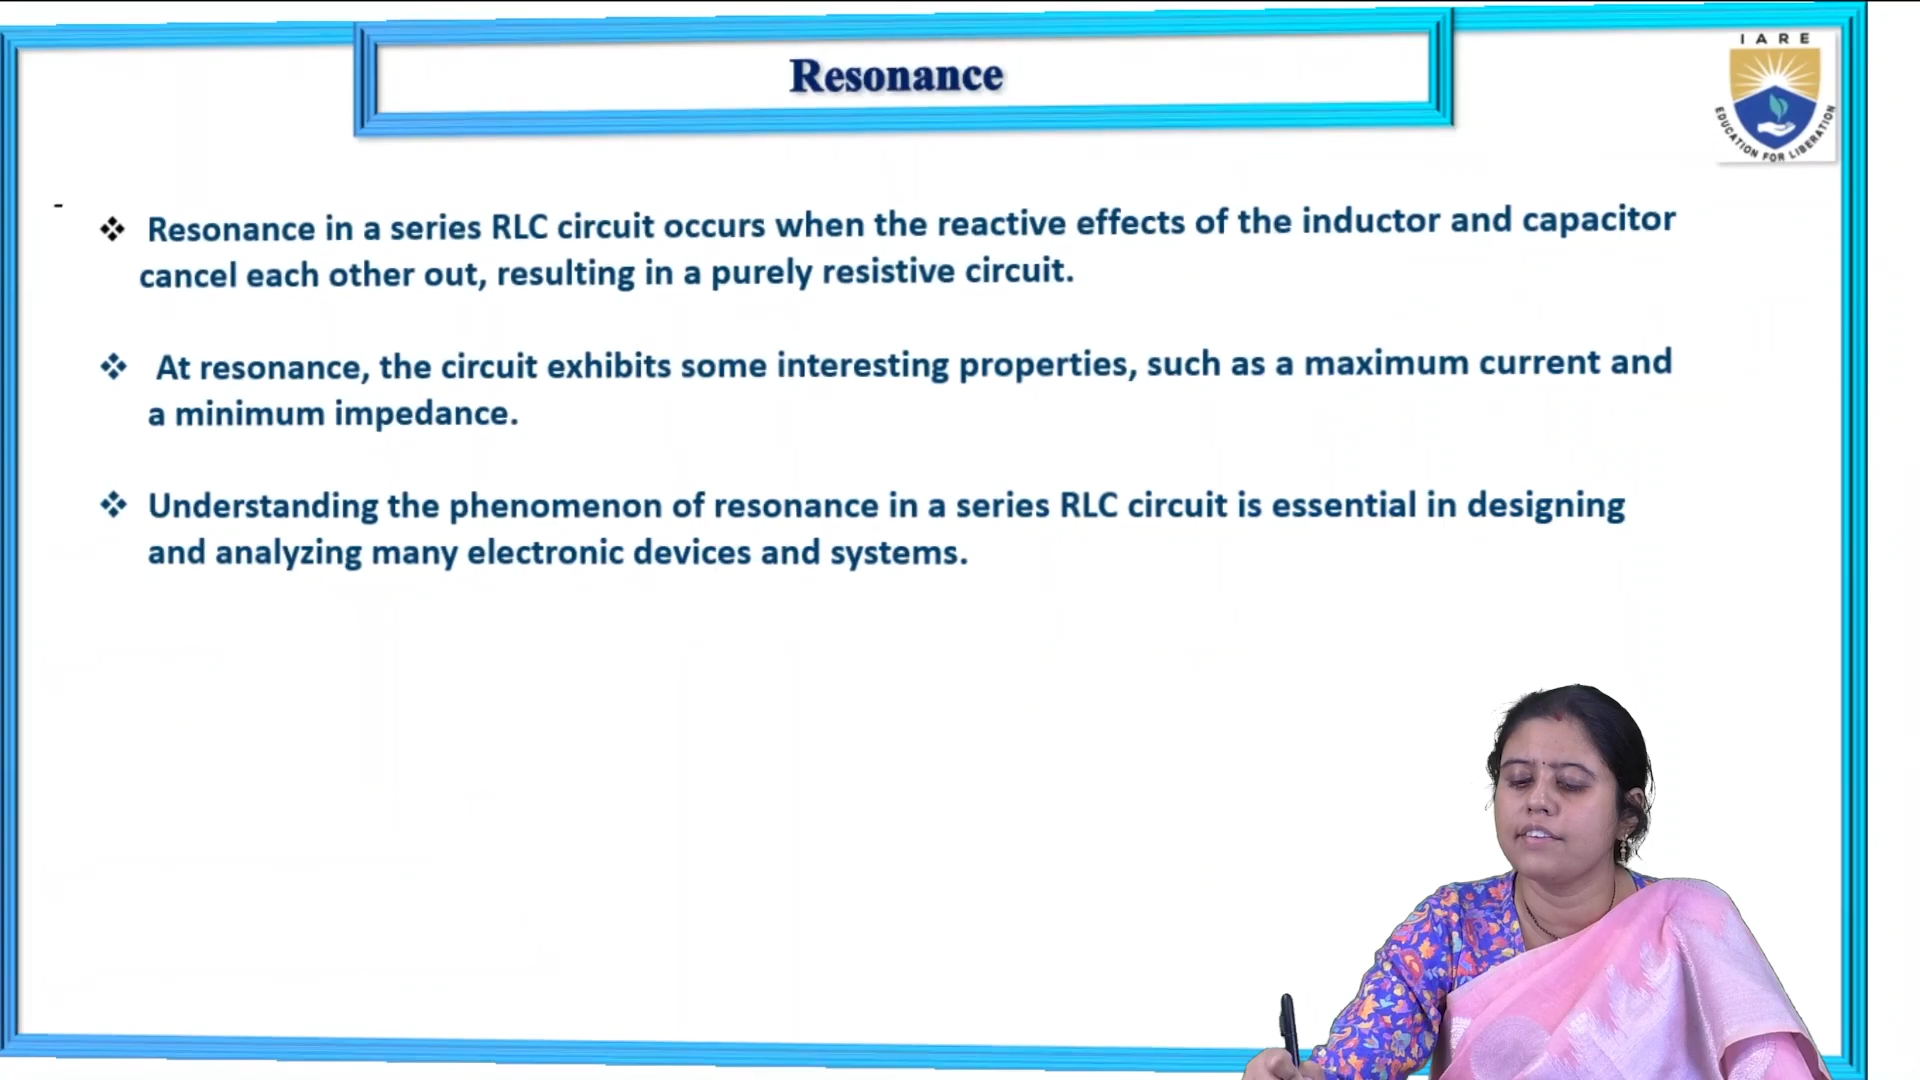 Resonance
I A R E
EDUCATION FOR LIBERATION
-
❖ Resonance in a series RLC circuit occurs when the reactive effects of the inductor and capacitor
cancel each other out, resulting in a purely resistive circuit.
❖ At resonance, the circuit exhibits some interesting properties, such as a maximum current and
a minimum impedance.
❖ Understanding the phenomenon of resonance in a series RLC circuit is essential in designing
and analyzing many electronic devices and systems.